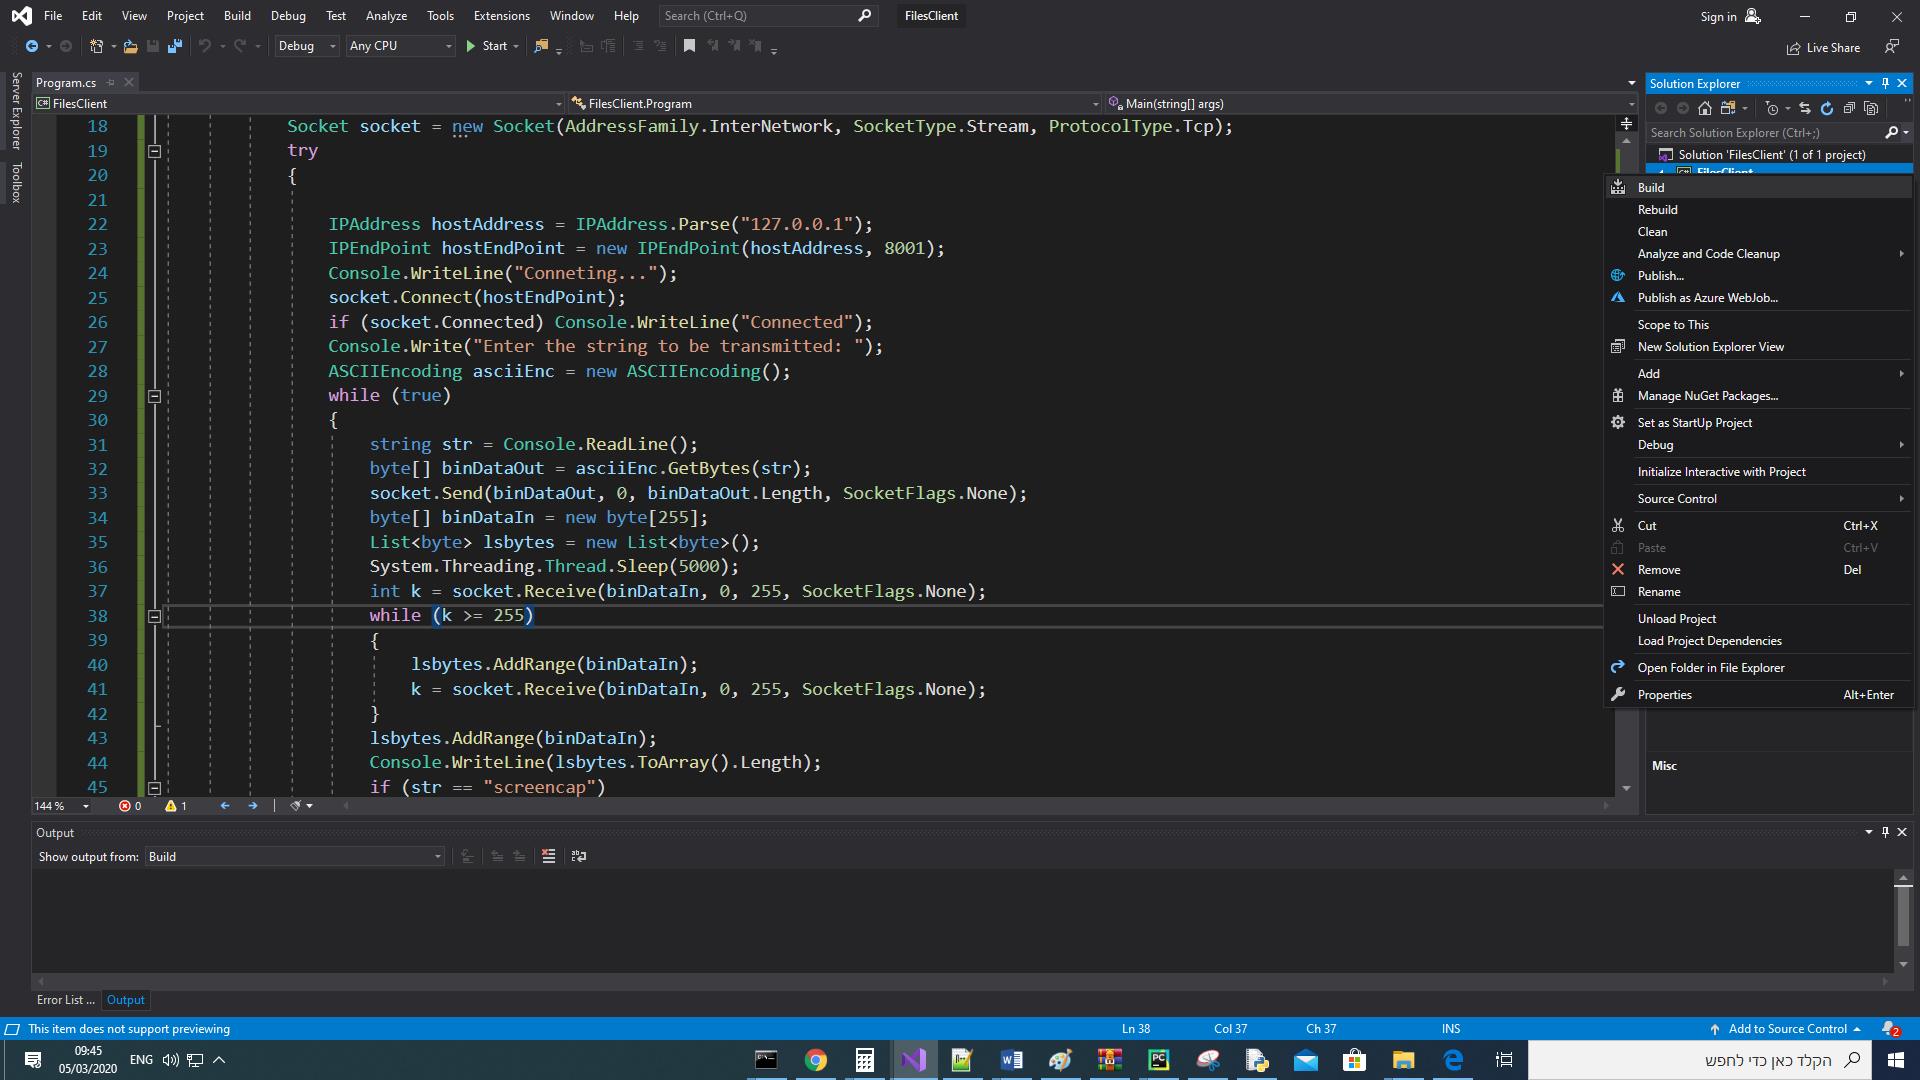 File Edit View Project Build Debug Test Analyze Tools Extensions Window Help Search (Ctrl+Q) FilesClient Sign in
Debug Any CPU Start Live Share
Server Explorer
Toolbox
Program.cs
FilesClient FilesClient.Program Main(string[] args)
18 Socket socket = new Socket(AddressFamily.InterNetwork, SocketType.Stream, ProtocolType.Tcp);
19 try
20 {
21
22 IPAddress hostAddress = IPAddress.Parse("127.0.0.1");
23 IPEndPoint hostEndPoint = new IPEndPoint(hostAddress, 8001);
24 Console.WriteLine("Conneting...");
25 socket.Connect(hostEndPoint);
26 if (socket.Connected) Console.WriteLine("Connected");
27 Console.Write("Enter the string to be transmitted: ");
28 ASCIIEncoding asciiEnc = new ASCIIEncoding();
29 while (true)
30 {
31 string str = Console.ReadLine();
32 byte[] binDataOut = asciiEnc.GetBytes(str);
33 socket.Send(binDataOut, 0, binDataOut.Length, SocketFlags.None);
34 byte[] binDataIn = new byte[255];
35 List<byte> lsbytes = new List<byte>();
36 System.Threading.Thread.Sleep(5000);
37 int k = socket.Receive(binDataIn, 0, 255, SocketFlags.None);
38 while (k >= 255)
39 {
40 lsbytes.AddRange(binDataIn);
41 k = socket.Receive(binDataIn, 0, 255, SocketFlags.None);
42 }
43 lsbytes.AddRange(binDataIn);
44 Console.WriteLine(lsbytes.ToArray().Length);
45 if (str == "screencap")
144 % 0 1
Solution Explorer
Search Solution Explorer (Ctrl+;)
Solution 'FilesClient' (1 of 1 project)
FilesClient
Build
Rebuild
Clean
Analyze and Code Cleanup
Publish...
Publish as Azure WebJob...
Scope to This
New Solution Explorer View
Add
Manage NuGet Packages...
Set as StartUp Project
Debug
Initialize Interactive with Project
Source Control
Cut Ctrl+X
Paste Ctrl+V
Remove Del
Rename
Unload Project
Load Project Dependencies
Open Folder in File Explorer
Properties Alt+Enter
Misc
Output
Show output from: Build
Error List ... Output
This item does not support previewing Ln 38 Col 37 Ch 37 INS Add to Source Control 2
09:45
05/03/2020
ENG
הקלד כאן כדי לחפש